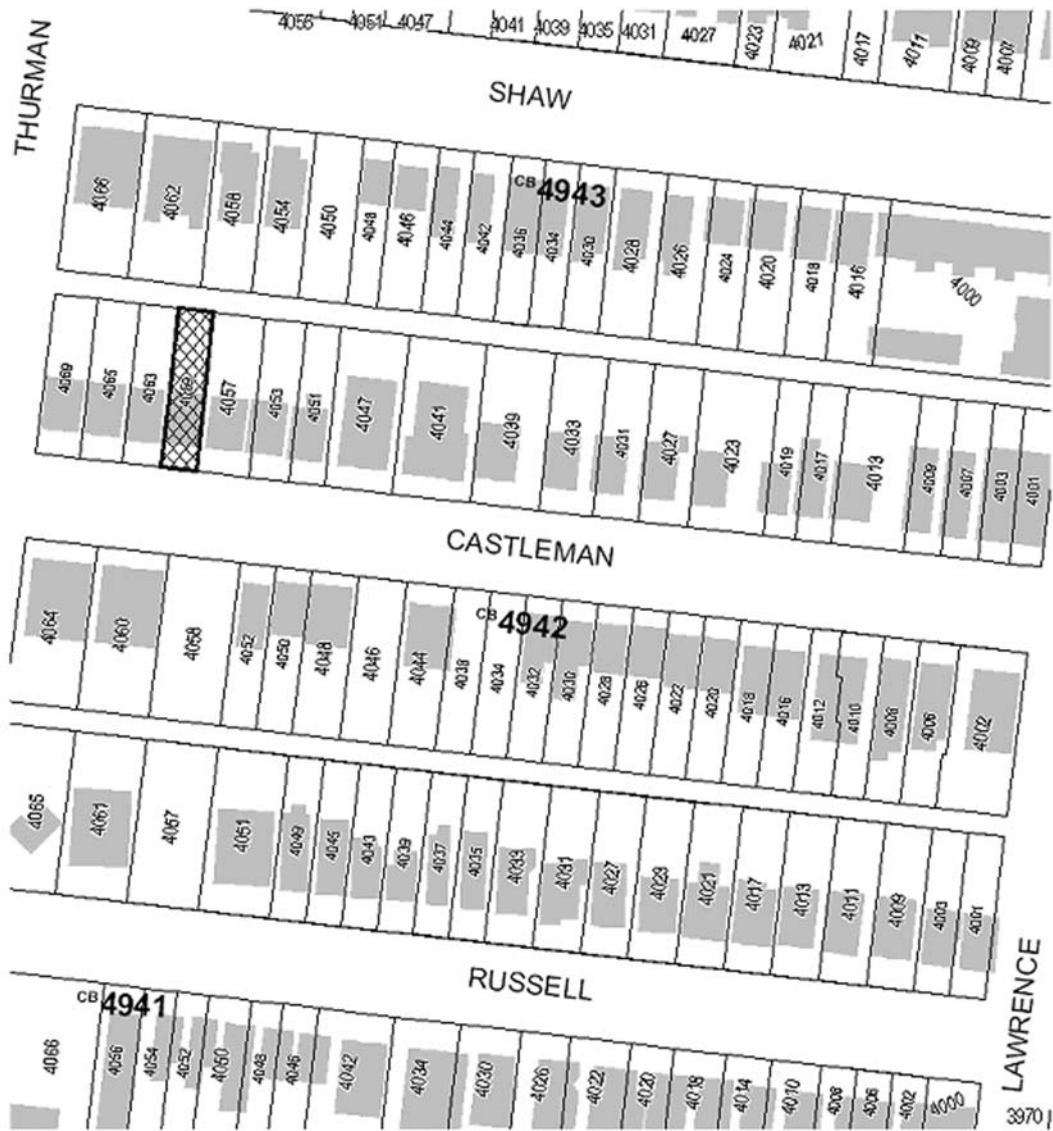 THURMAN
4056 4051 4047 4041 4039 4035 4031 4027 4023 4021 4017 4011 4009 4007
SHAW
CB 4943
4066 4062 4058 4054 4050 4048 4046 4044 4042 4036 4034 4030 4028 4026 4024 4020 4018 4016 4000
4069 4065 4063 4059 4057 4053 4051 4047 4041 4039 4033 4031 4027 4023 4019 4017 4013 4009 4007 4003 4001
CASTLEMAN
CB 4942
4064 4060 4058 4052 4050 4048 4046 4044 4038 4034 4032 4030 4028 4026 4022 4020 4018 4016 4012 4010 4008 4006 4002
4065 4061 4057 4051 4049 4045 4043 4039 4037 4035 4033 4031 4027 4023 4021 4017 4013 4011 4009 4003 4001
RUSSELL
LAWRENCE
CB 4941
4066 4056 4054 4052 4050 4048 4046 4042 4034 4030 4026 4022 4020 4018 4014 4010 4008 4006 4002 4000
3970